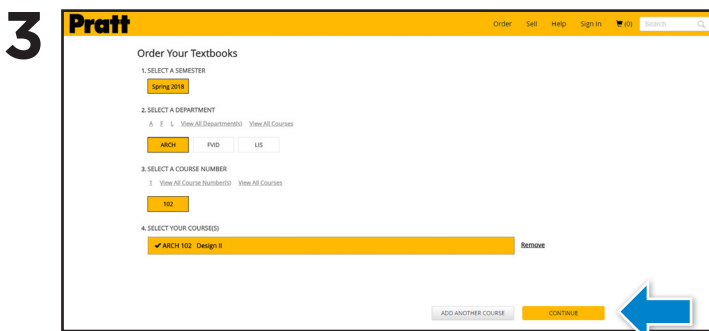 3
Pratt
Order Sell Help Sign In (0) Search
Order Your Textbooks
1. SELECT A SEMESTER
Spring 2018
2. SELECT A DEPARTMENT
A F L View All Department(s) View All Courses
ARCH FVID LIS
3. SELECT A COURSE NUMBER
1 View All Course Number(s) View All Courses
102
4. SELECT YOUR COURSE(S)
✔ ARCH 102 Design II Remove
ADD ANOTHER COURSE CONTINUE